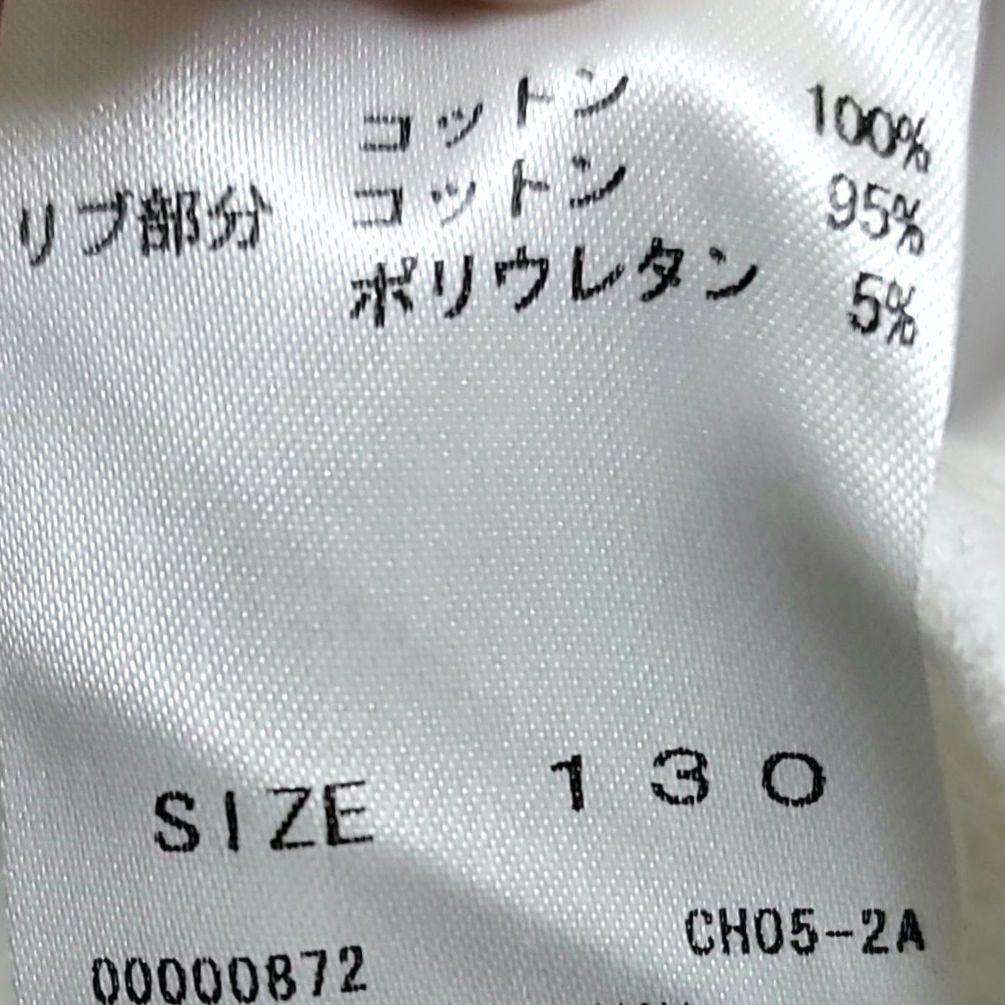 コットン 100%
リブ部分 コットン 95%
ポリウレタン 5%
SIZE 130
CH05-2A
00000872